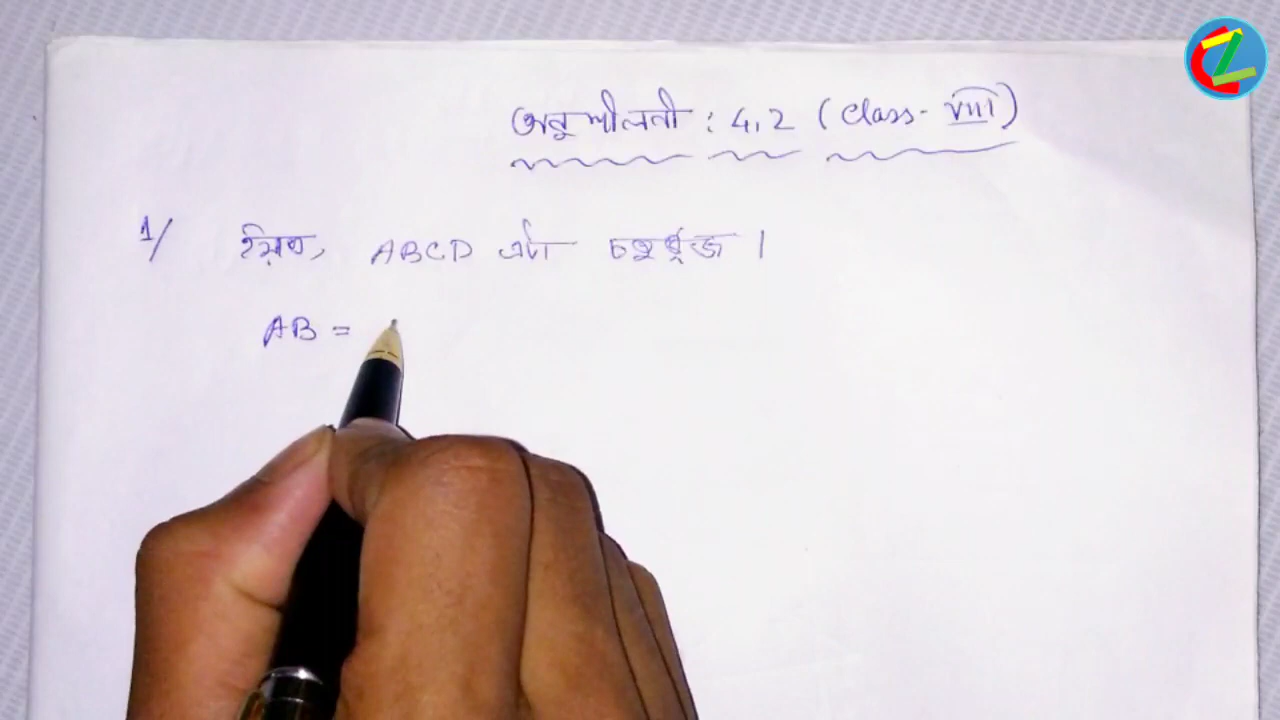 অনুশীলনী : 4.2 (Class - VIII)
1/ ইয়াত, ABCD এটা চতুৰ্ভুজ ।
AB =